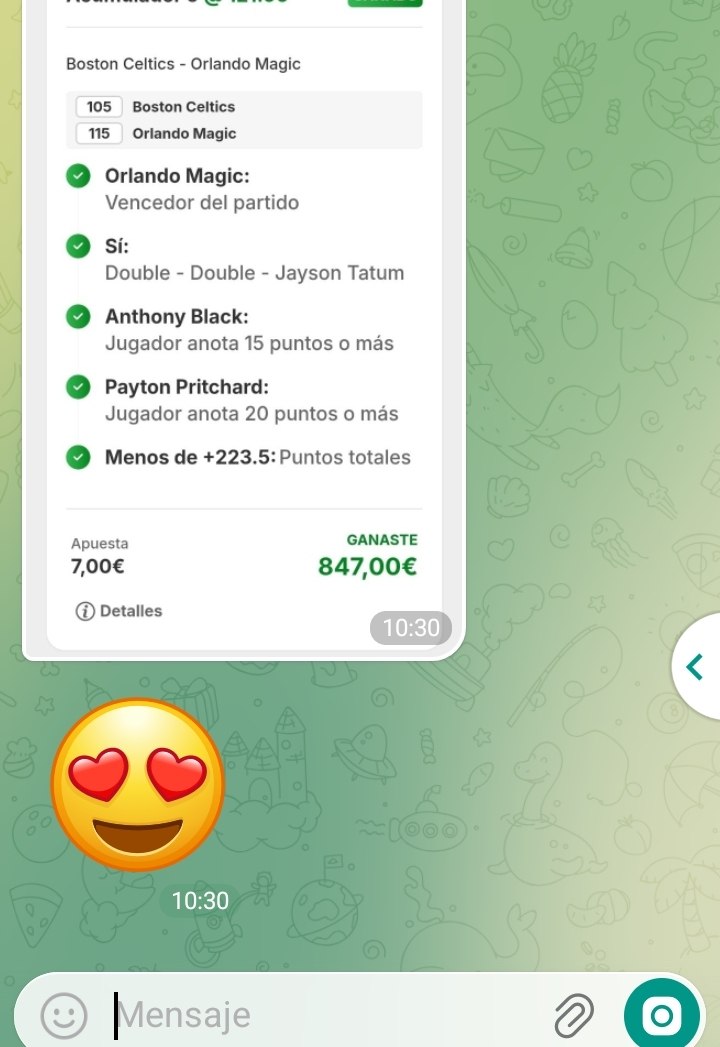 Boston Celtics - Orlando Magic
105 Boston Celtics
115 Orlando Magic
Orlando Magic:
Vencedor del partido
Sí:
Double - Double - Jayson Tatum
Anthony Black:
Jugador anota 15 puntos o más
Payton Pritchard:
Jugador anota 20 puntos o más
Menos de +223.5: Puntos totales
Apuesta
GANASTE
7,00€
847,00€
Detalles
10:30
10:30
Mensaje